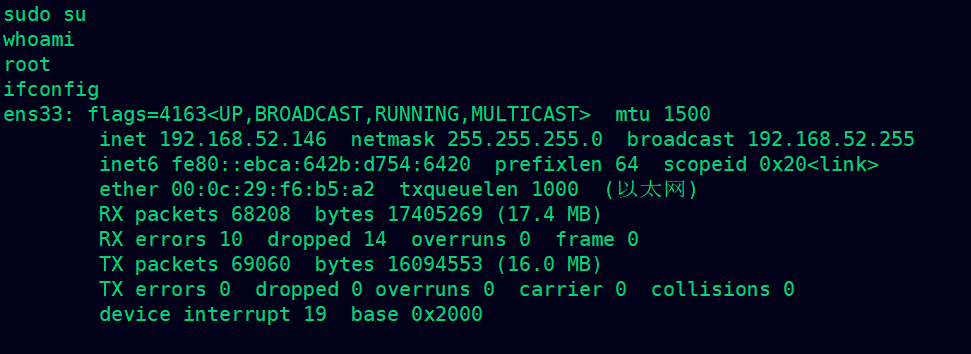 sudo su
whoami
root
ifconfig
ens33: flags=4163<UP,BROADCAST,RUNNING,MULTICAST>  mtu 1500
        inet 192.168.52.146  netmask 255.255.255.0  broadcast 192.168.52.255
        inet6 fe80::ebca:642b:d754:6420  prefixlen 64  scopeid 0x20<link>
        ether 00:0c:29:f6:b5:a2  txqueuelen 1000  (以太网)
        RX packets 68208  bytes 17405269 (17.4 MB)
        RX errors 10  dropped 14  overruns 0  frame 0
        TX packets 69060  bytes 16094553 (16.0 MB)
        TX errors 0  dropped 0 overruns 0  carrier 0  collisions 0
        device interrupt 19  base 0x2000